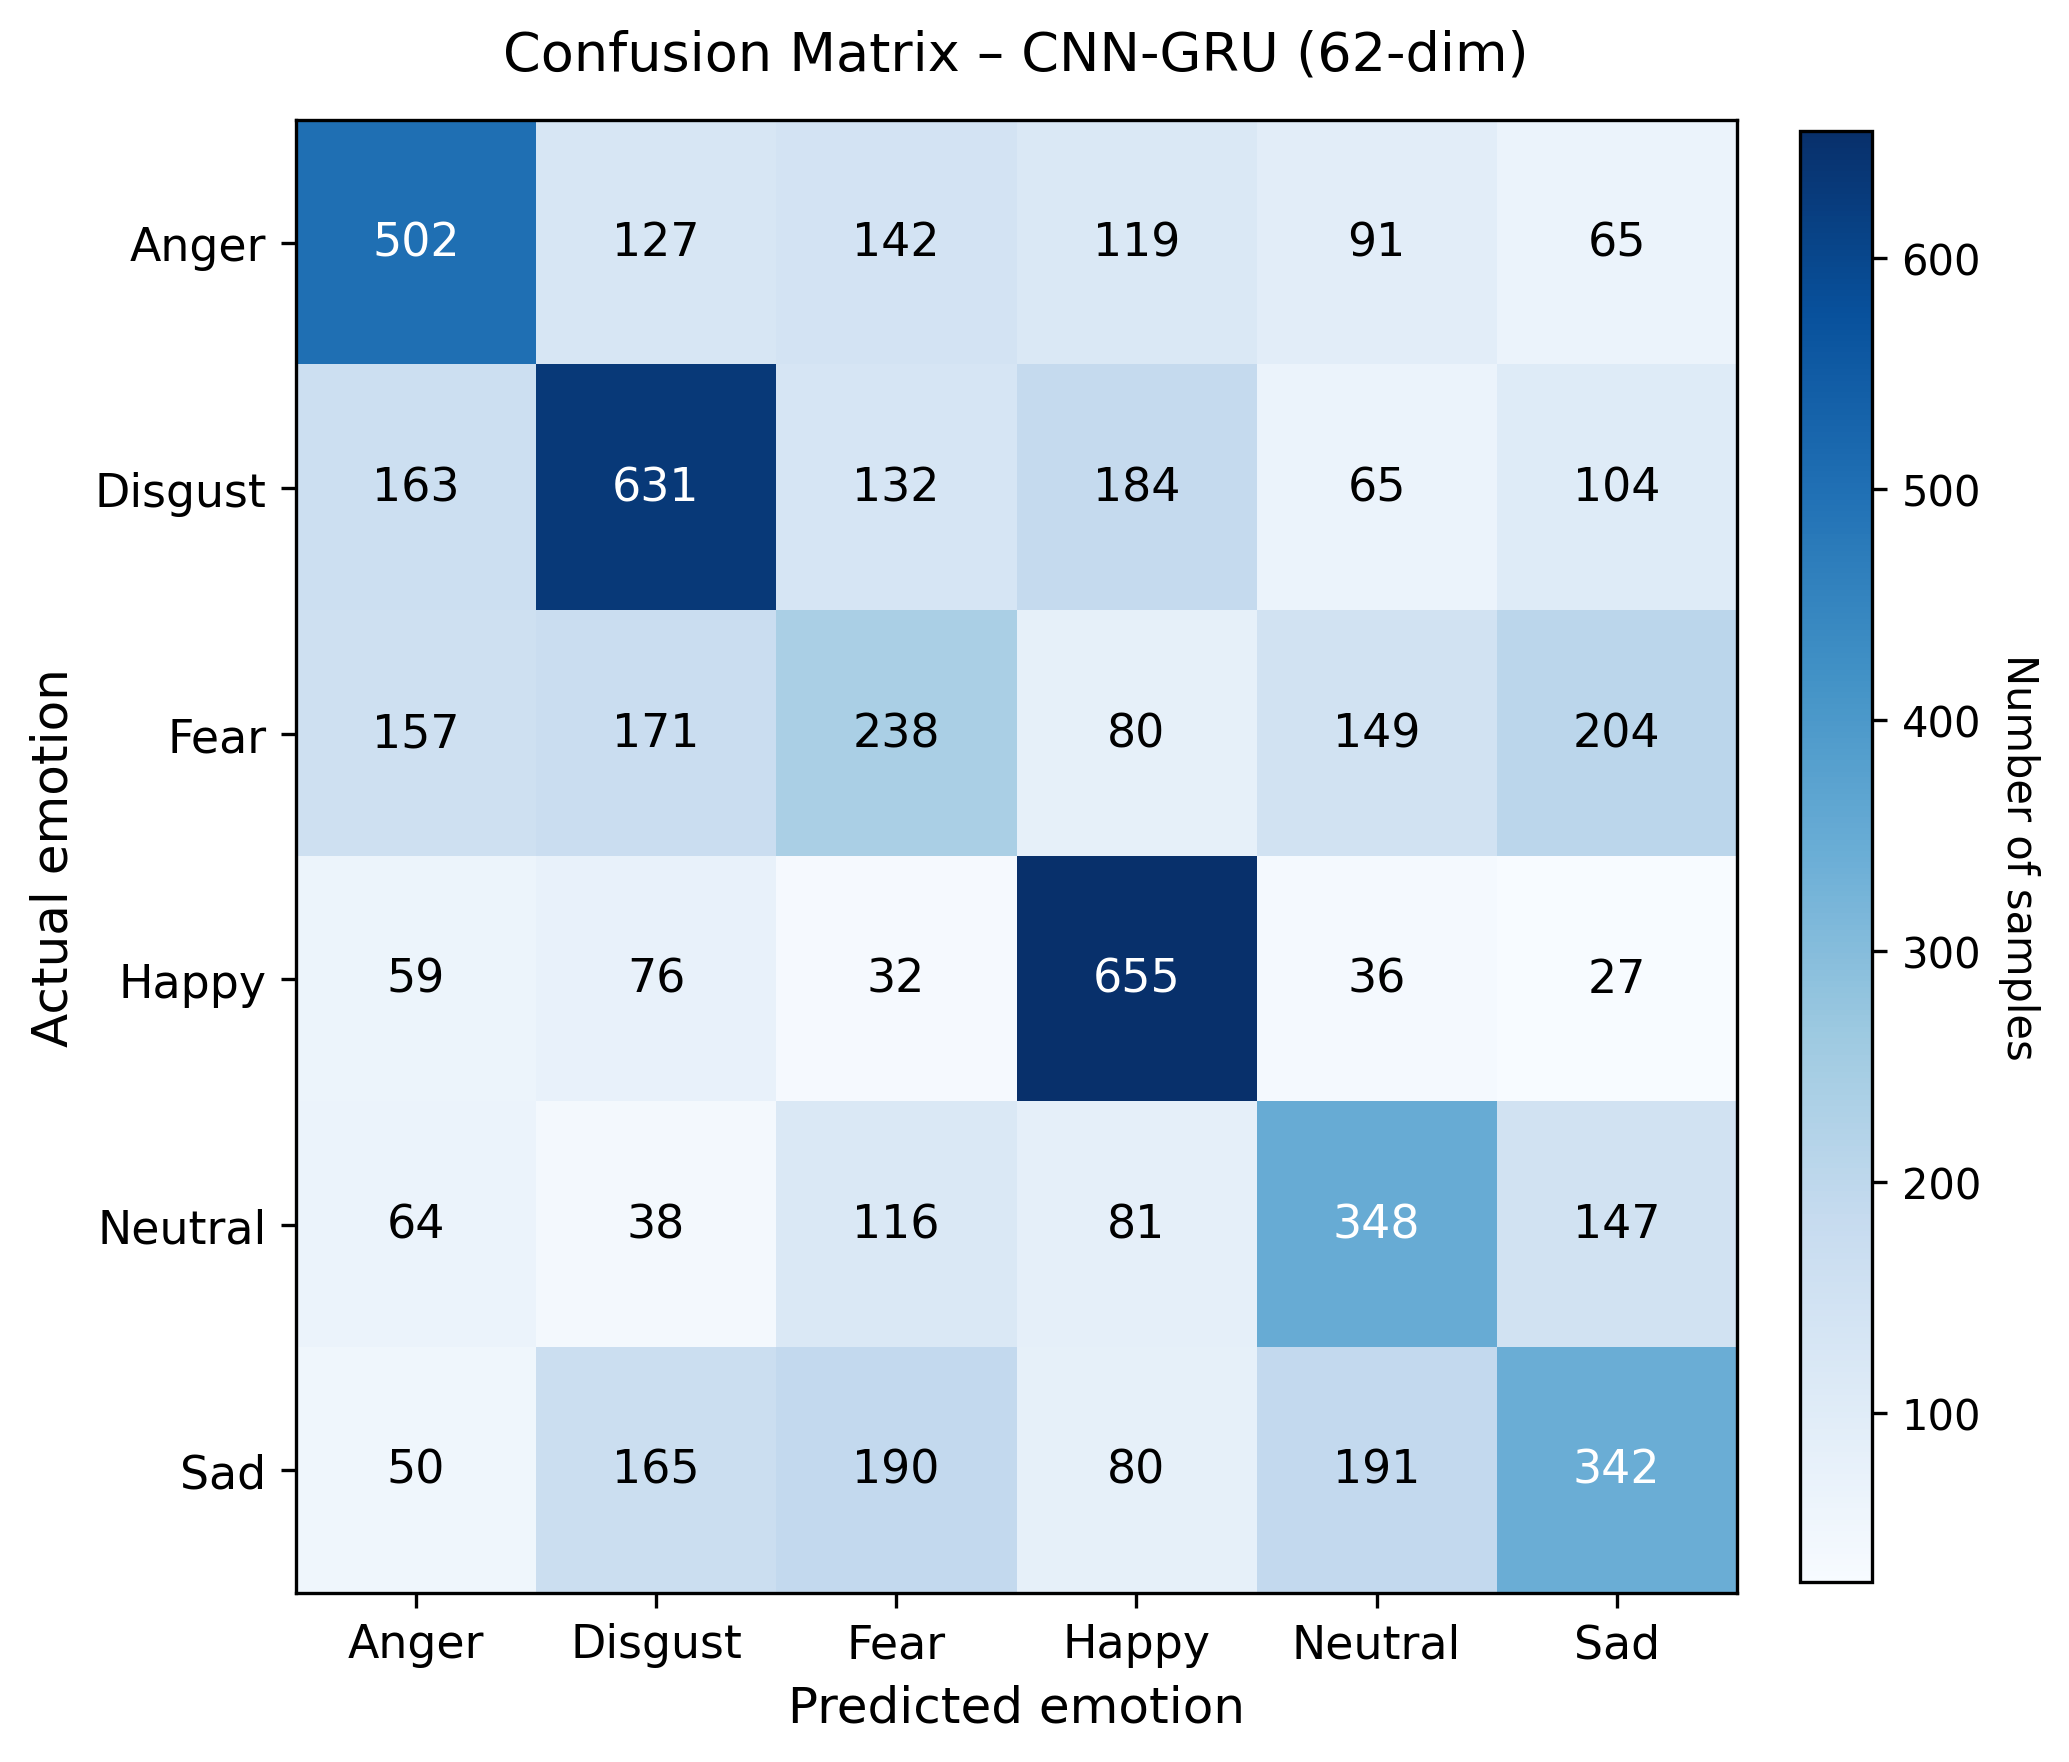 Confusion Matrix – CNN-GRU (62-dim)
Actual emotion
Anger 502 127 142 119 91 65
Disgust 163 631 132 184 65 104
Fear 157 171 238 80 149 204
Happy 59 76 32 655 36 27
Neutral 64 38 116 81 348 147
Sad 50 165 190 80 191 342
Anger Disgust Fear Happy Neutral Sad
Predicted emotion
600
500
400
300
200
100
Number of samples